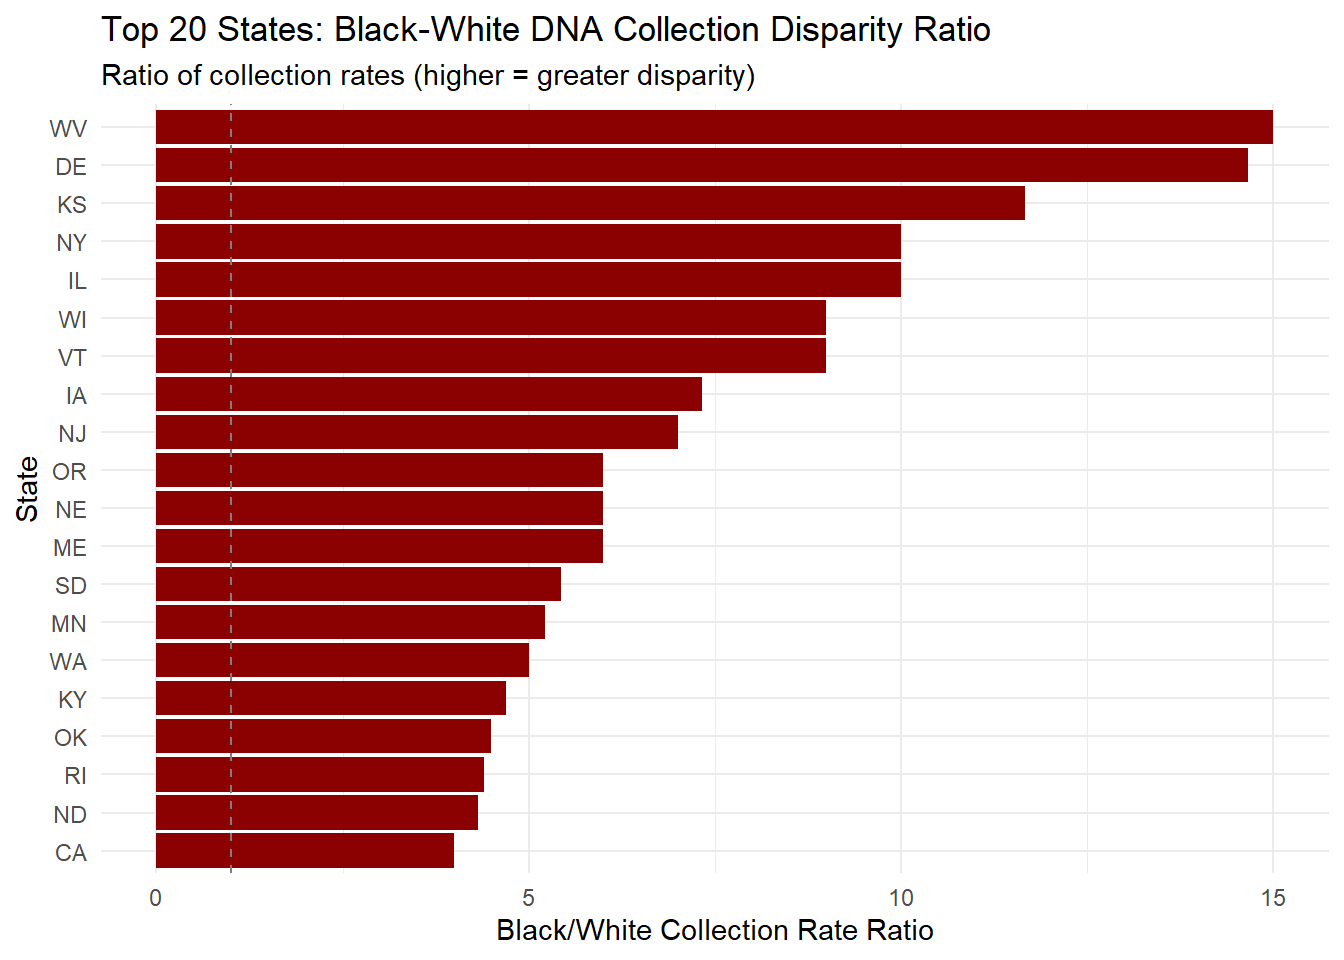 Top 20 States: Black-White DNA Collection Disparity Ratio
Ratio of collection rates (higher = greater disparity)
State
WV
DE
KS
NY
IL
WI
VT
IA
NJ
OR
NE
ME
SD
MN
WA
KY
OK
RI
ND
CA
0 5 10 15
Black/White Collection Rate Ratio